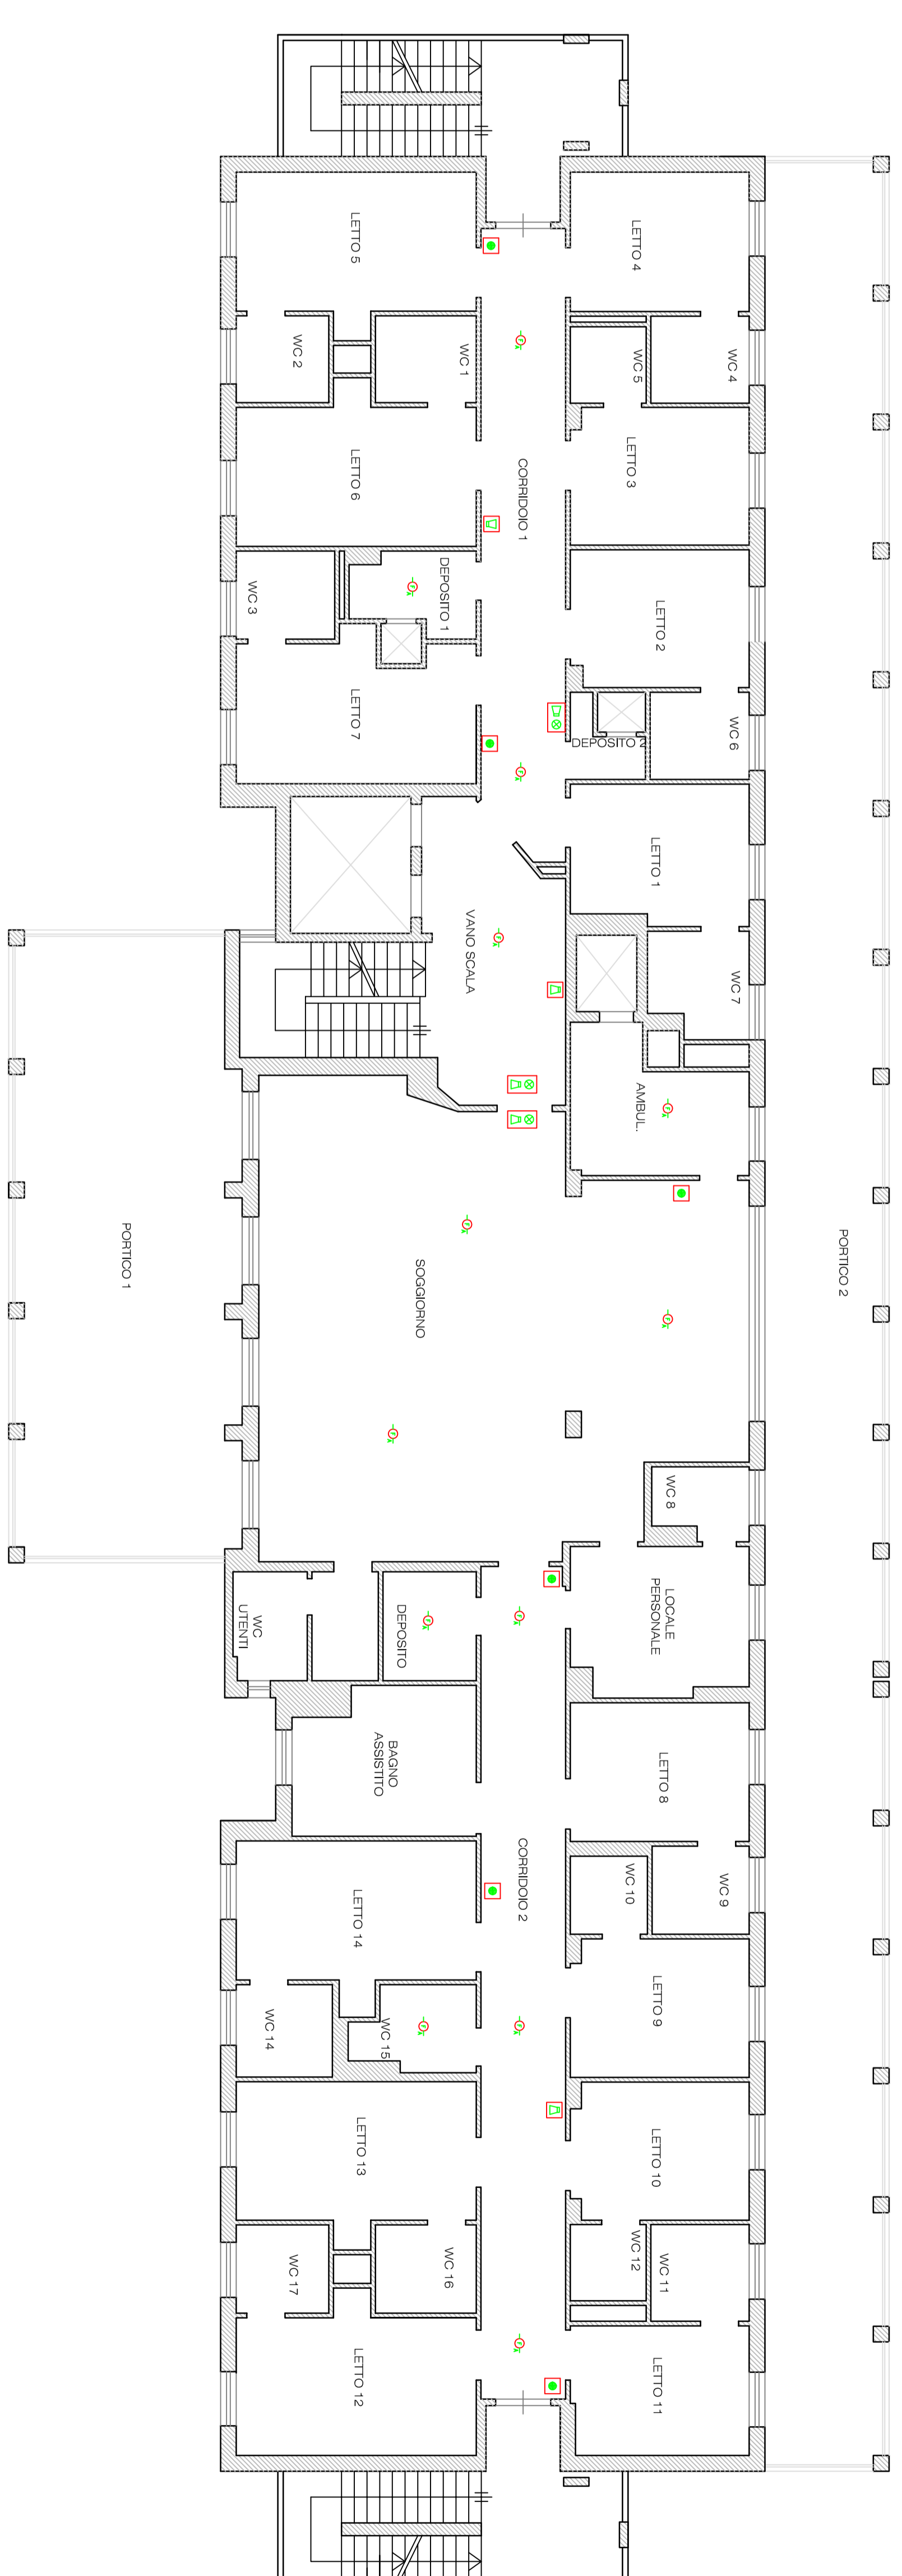 LETTO 5
LETTO 4
WC 2
WC 1
WC 5
WC 4
LETTO 6
CORRIDOIO 1
LETTO 3
WC 3
DEPOSITO 1
LETTO 2
LETTO 7
DEPOSITO 2
WC 6
LETTO 1
VANO SCALA
WC 7
AMBUL.
PORTICO 1
SOGGIORNO
PORTICO 2
WC 8
WC
UTENTI
DEPOSITO
LOCALE
PERSONALE
BAGNO
ASSISTITO
LETTO 8
CORRIDOIO 2
WC 10
WC 9
LETTO 14
LETTO 9
WC 14
WC 15
LETTO 13
LETTO 10
WC 17
WC 16
WC 12
WC 11
LETTO 12
LETTO 11